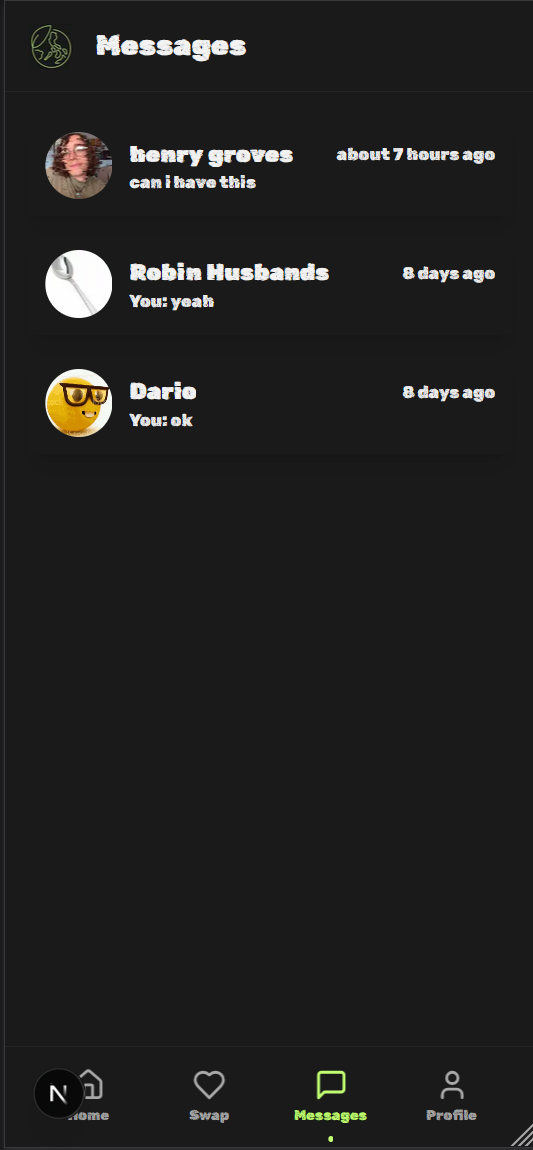 Messages
henry groves about 7 hours ago
can i have this
Robin Husbands 8 days ago
You: yeah
Dario 8 days ago
You: ok
N
Home Swap Messages Profile